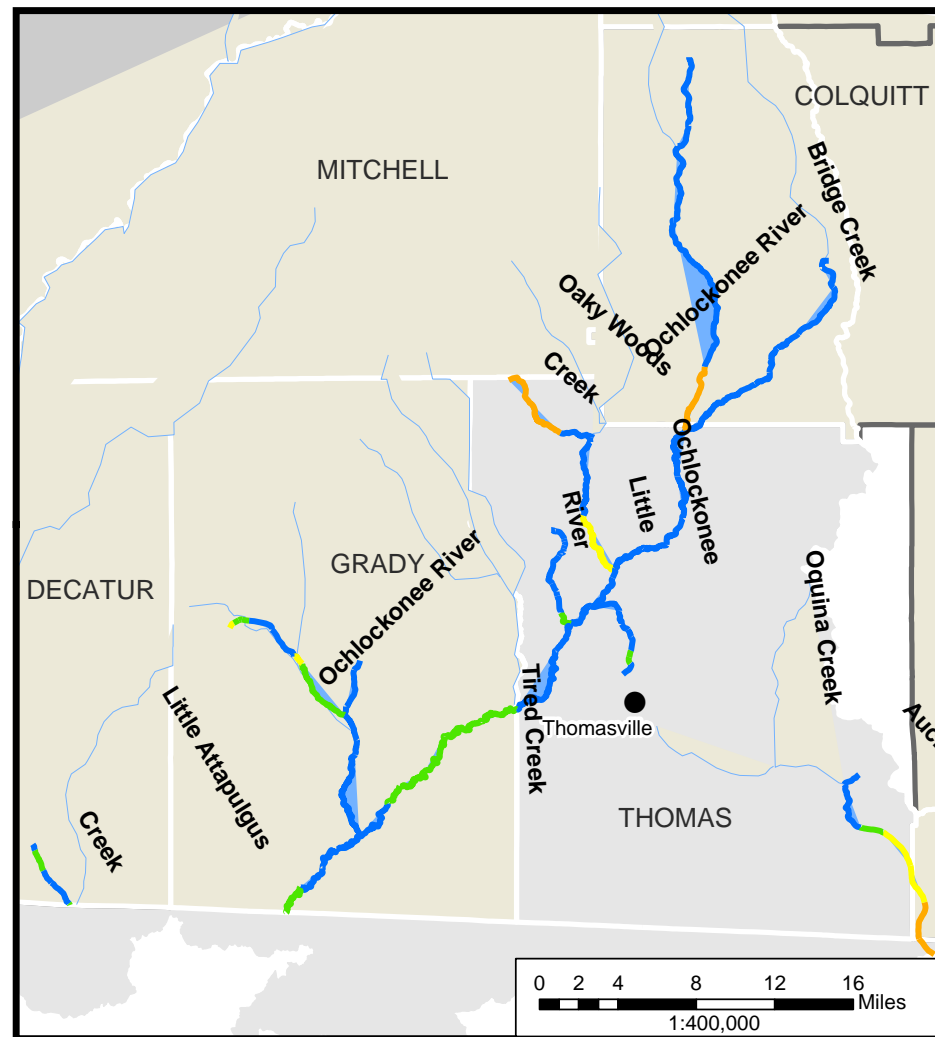 COLQUITT
MITCHELL
Bridge Creek
Ochlockonee River
Oaky Woods
Creek
Ochlockonee
Little
River
GRADY
DECATUR
Ochlockonee River
Oquina Creek
Tired Creek
Little Attapulgus
Thomasville
THOMAS
Creek
0 2 4 8 12 16
Miles
1:400,000